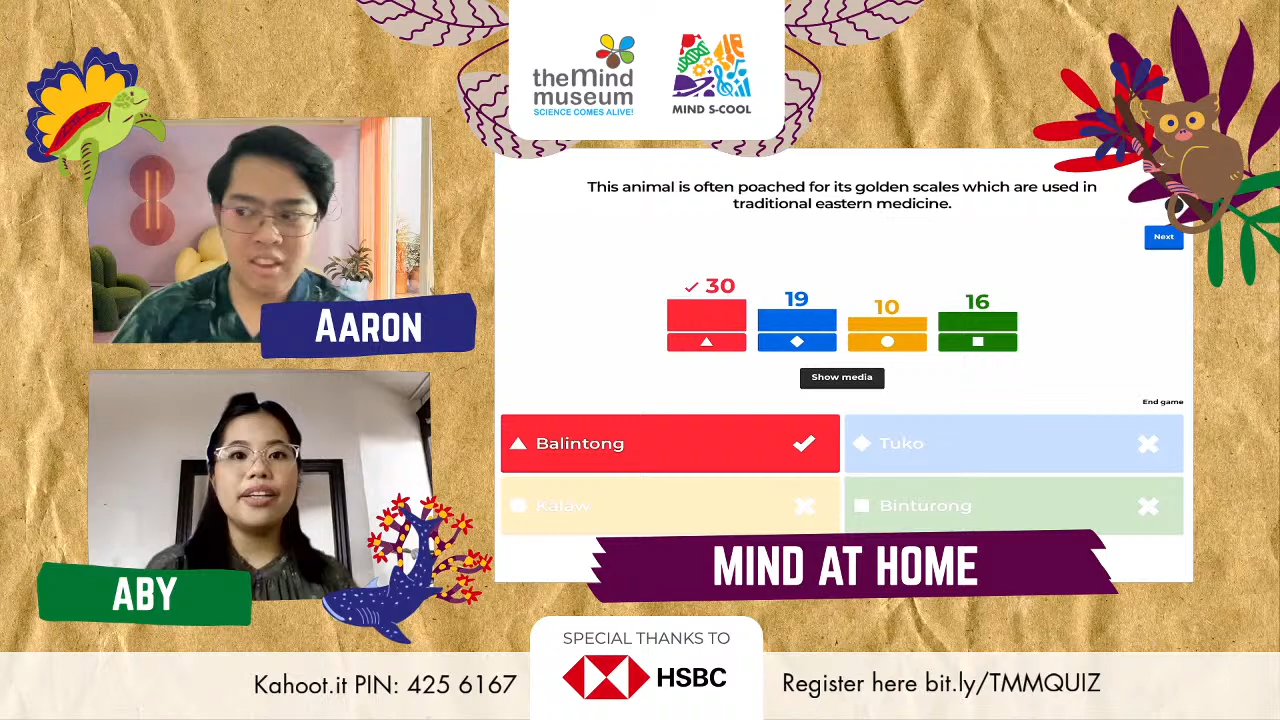 the mind
museum
SCIENCE COMES ALIVE!
MIND S-COOL
This animal is often poached for its golden scales which are used in
traditional eastern medicine.
Next
30
19
10
16
Show media
End game
Balintong
Tuko
Kalaw
Binturong
AARON
ABY
MIND AT HOME
SPECIAL THANKS TO
HSBC
Kahoot.it PIN: 425 6167
Register here bit.ly/TMMQUIZ